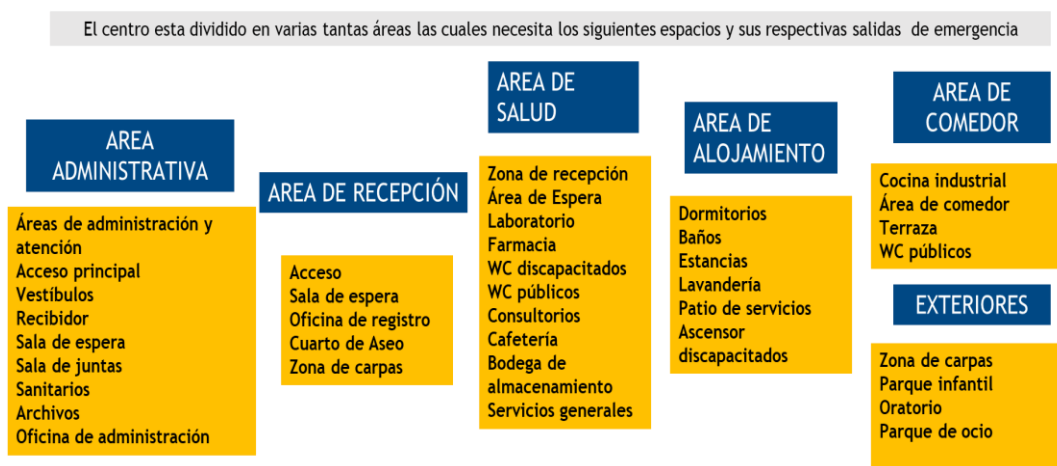 El centro esta dividido en varias tantas áreas las cuales necesita los siguientes espacios y sus respectivas salidas de emergencia
AREA
ADMINISTRATIVA
Áreas de administración y
atención
Acceso principal
Vestíbulos
Recibidor
Sala de espera
Sala de juntas
Sanitarios
Archivos
Oficina de administración
AREA DE RECEPCIÓN
Acceso
Sala de espera
Oficina de registro
Cuarto de Aseo
Zona de carpas
AREA DE
SALUD
Zona de recepción
Área de Espera
Laboratorio
Farmacia
WC discapacitados
WC públicos
Consultorios
Cafetería
Bodega de
almacenamiento
Servicios generales
AREA DE
ALOJAMIENTO
Dormitorios
Baños
Estancias
Lavandería
Patio de servicios
Ascensor
discapacitados
AREA DE
COMEDOR
Cocina industrial
Área de comedor
Terraza
WC públicos
EXTERIORES
Zona de carpas
Parque infantil
Oratorio
Parque de ocio